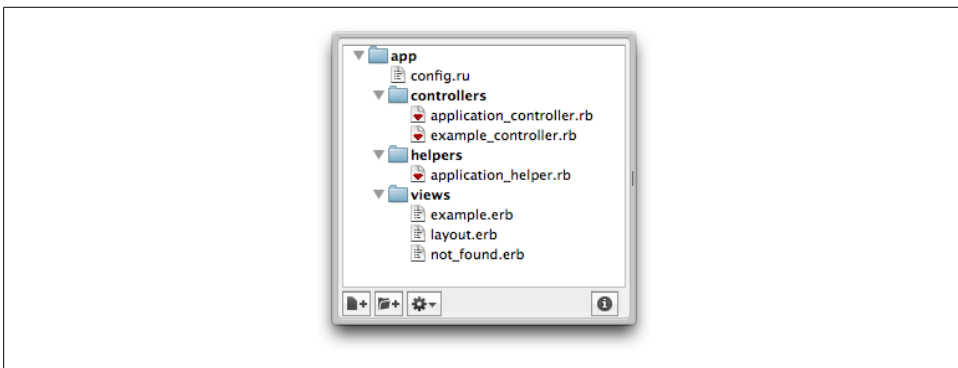 app
config.ru
controllers
application_controller.rb
example_controller.rb
helpers
application_helper.rb
views
example.erb
layout.erb
not_found.erb